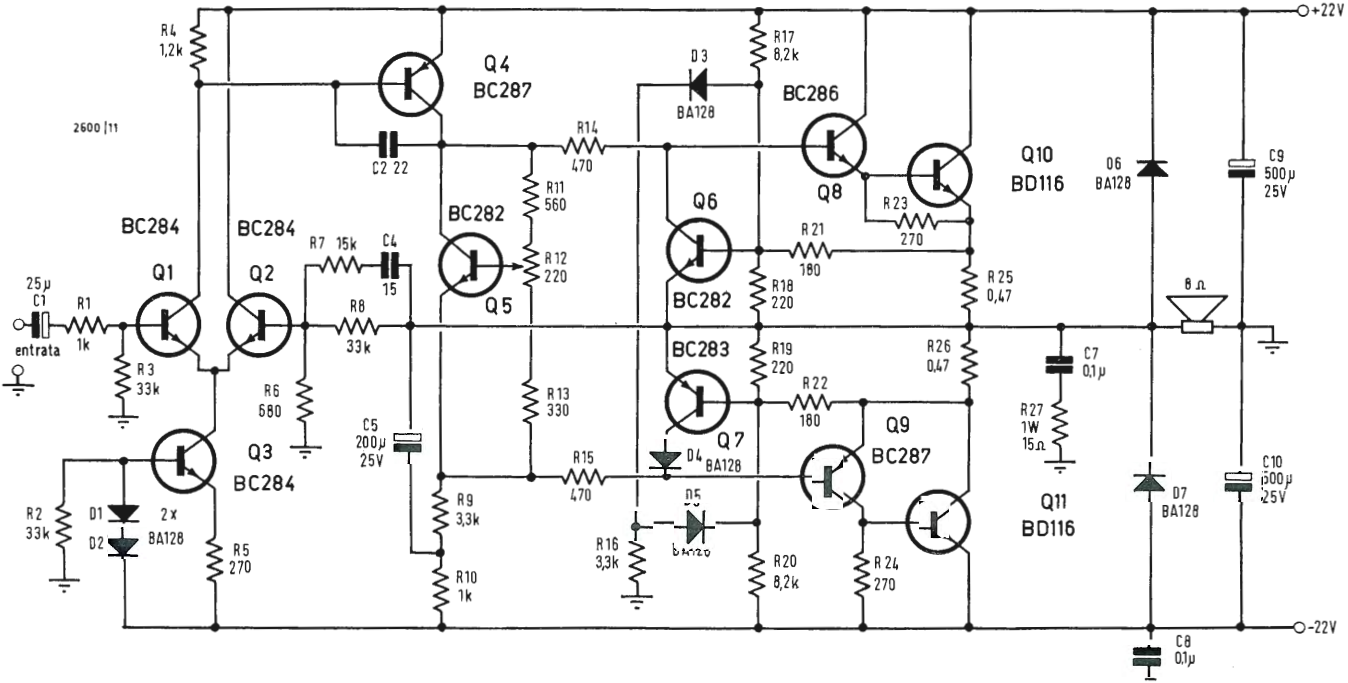 +22V
R4
1,2k
Q4
BC287
D3
BA128
R17
8,2k
BC286
2600/11
C2 22
R14
470
Q8
Q10
BD116
D6
BA128
C9
500µ
25V
R11
560
R23
270
BC284
BC284
BC282
Q6
R21
180
R7 15k
C4
15
R12
220
Q1
Q2
Q5
BC282
R18
220
R25
0,47
8Ω
25µ
C1
R1
1k
entrata
R8
33k
R3
33k
R6
680
BC283
R19
220
R26
0,47
C7
0,1µ
R13
330
R22
180
R27
1W
15Ω
C5
200µ
25V
Q7
Q9
BC287
Q3
BC284
D4
BA128
R15
470
C10
500µ
25V
D7
BA128
Q11
BD116
R9
3,3k
D5
R2
33k
D1
D2
2x
BA128
R5
270
R16
3,3k
R10
1k
R20
8,2k
R24
270
-22V
C8
0,1µ